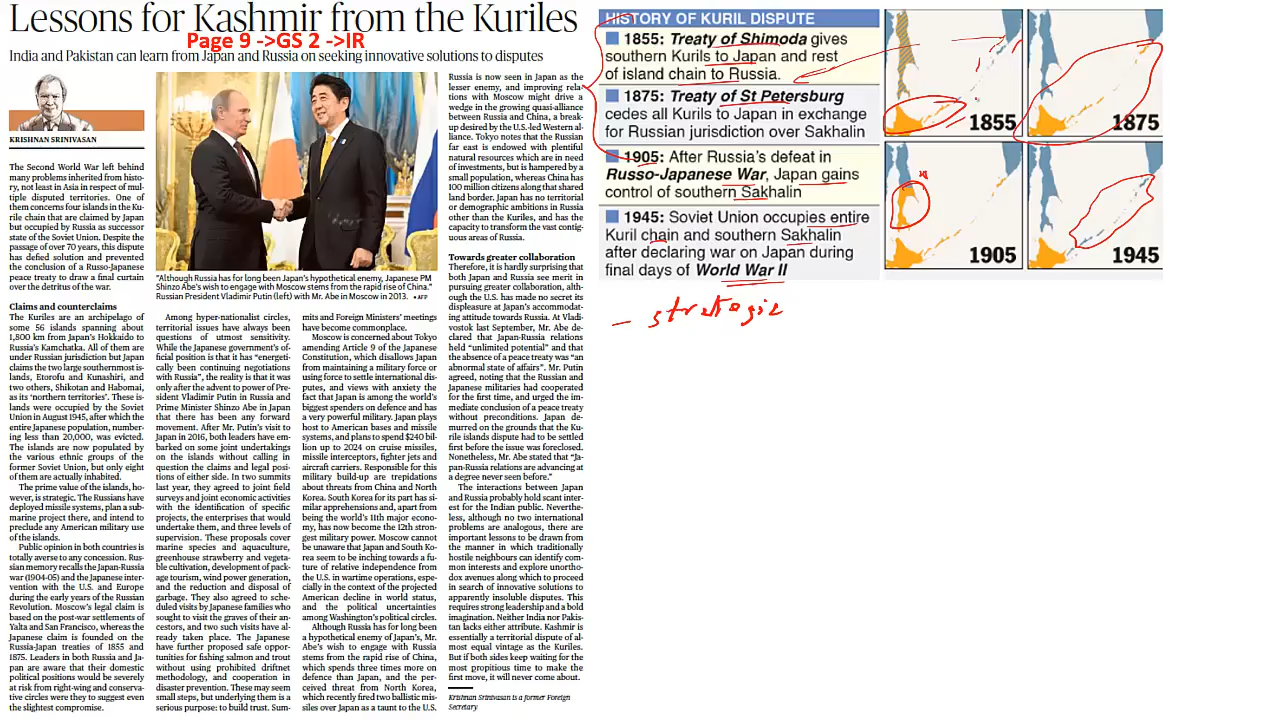 Lessons for Kashmir from the Kuriles
Page 9 ->GS 2 ->IR
India and Pakistan can learn from Japan and Russia on seeking innovative solutions to disputes
KRISHNAN SRINIVASAN
The Second World War left behind
many problems inherited from his-
tory, not least in Asia in respect of mul-
tiple disputed territories. One of
them concerns four islands in the Ku-
rile chain that are claimed by Japan
but occupied by Russia as successor
state of the Soviet Union. Despite the
passage of over 70 years, this dispute
has defied solution and prevented
the conclusion of a Russo-Japanese
peace treaty to draw a final curtain
over the detritus of the war.
Claims and counterclaims
The Kuriles are an archipelago of
some 56 islands spanning about
1,800 km from Japan's Hokkaido to
Russia's Kamchatka. All of them are
under Russian jurisdiction but Japan
claims the two large southernmost is-
lands, Etorofu and Kunashiri, and
two others, Shikotan and Habomai,
as its 'northern territories'. These is-
lands were occupied by the Soviet
Union in August 1945, after which the
entire Japanese population, number-
ing less than 20,000, was evicted.
The islands are now populated by
the various ethnic groups of the
former Soviet Union, but only eight
of them are actually inhabited.
The prime value of the islands, ho-
wever, is strategic. The Russians have
deployed missile systems, plan a sub-
marine project there, and intend to
preclude any American military use
of the islands.
Public opinion in both countries is
totally averse to any concession. Rus-
sian memory recalls the Japan-Russia
war (1904-05) and the Japanese inter-
vention with the U.S. and Europe
during the early years of the Russian
Revolution. Moscow's legal claim is
based on the post-war settlements of
Yalta and San Francisco, whereas the
Japanese claim is founded on the
Russia-Japan treaties of 1855 and
1875. Leaders in both Russia and Ja-
pan are aware that their domestic
political positions would be severely
at risk from right-wing and conserva-
tive circles were they to suggest even
the slightest compromise.
"Although Russia has for long been Japan's hypothetical enemy, Japanese PM
Shinzo Abe's wish to engage with Moscow stems from the rapid rise of China."
Russian President Vladimir Putin (left) with Mr. Abe in Moscow in 2013. • AFP
Among hyper-nationalist circles,
territorial issues have always been
questions of utmost sensitivity.
While the Japanese government's of-
ficial position is that it has "energeti-
cally been continuing negotiations
with Russia", the reality is that it was
only after the advent to power of Pre-
sident Vladimir Putin in Russia and
Prime Minister Shinzo Abe in Japan
that there has been any forward
movement. After Mr. Putin's visit to
Japan in 2016, both leaders have em-
barked on some joint undertakings
on the islands without calling in
question the claims and legal posi-
tions of either side. In two summits
last year, they agreed to joint field
surveys and joint economic activities
with the identification of specific
projects, the enterprises that would
undertake them, and three levels of
supervision. These proposals cover
marine species and aquaculture,
greenhouse strawberry and vegeta-
ble cultivation, development of pack-
age tourism, wind power generation,
and the reduction and disposal of
garbage. They also agreed to sche-
duled visits by Japanese families who
sought to visit the graves of their an-
cestors, and two such visits have al-
ready taken place. The Japanese
have further proposed safe oppor-
tunities for fishing salmon and trout
without using prohibited driftnet
methodology, and cooperation in
disaster prevention. These may seem
small steps, but underlying them is a
serious purpose: to build trust. Sum-
mits and Foreign Ministers' meetings
have become commonplace.
Moscow is concerned about Tokyo
amending Article 9 of the Japanese
Constitution, which disallows Japan
from maintaining a military force or
using force to settle international dis-
putes, and views with anxiety the
fact that Japan is among the world's
biggest spenders on defence and has
a very powerful military. Japan plays
host to American bases and missile
systems, and plans to spend $240 bil-
lion up to 2024 on cruise missiles,
missile interceptors, fighter jets and
aircraft carriers. Responsible for this
military build-up are trepidations
about threats from China and North
Korea. South Korea for its part has si-
milar apprehensions and, apart from
being the world's 11th major econo-
my, has now become the 12th stron-
gest military power. Moscow cannot
be unaware that Japan and South Ko-
rea seem to be inching towards a fu-
ture of relative independence from
the U.S. in wartime operations, espe-
cially in the context of the projected
American decline in world status,
and the political uncertainties
among Washington's political circles.
Although Russia has for long been
a hypothetical enemy of Japan's, Mr.
Abe's wish to engage with Russia
stems from the rapid rise of China,
which spends three times more on
defence than Japan, and the per-
ceived threat from North Korea,
which recently fired two ballistic mis-
siles over Japan as a taunt to the U.S.
Russia is now seen in Japan as the
lesser enemy, and improving rela-
tions with Moscow might drive a
wedge in the growing quasi-alliance
between Russia and China, a break-
up desired by the U.S.-led Western al-
liance. Tokyo notes that the Russian
far east is endowed with plentiful
natural resources which are in need
of investments, but is hampered by a
small population, whereas China has
100 million citizens along that shared
land border. Japan has no territorial
or demographic ambitions in Russia
other than the Kuriles, and has the
capacity to transform the vast contig-
uous areas of Russia.
Towards greater collaboration
Therefore, it is hardly surprising that
both Japan and Russia see merit in
pursuing greater collaboration, alth-
ough the U.S. has made no secret its
displeasure at Japan's accommodat-
ing attitude towards Russia. At Vladi-
vostok last September, Mr. Abe de-
clared that Japan-Russia relations
held "unlimited potential" and that
the absence of a peace treaty was "an
abnormal state of affairs". Mr. Putin
agreed, noting that the Russian and
Japanese militaries had cooperated
for the first time, and urged the im-
mediate conclusion of a peace treaty
without preconditions. Japan de-
murred on the grounds that the Ku-
rile islands dispute had to be settled
first before the issue was foreclosed.
Nonetheless, Mr. Abe stated that "Ja-
pan-Russia relations are advancing at
a degree never seen before."
The interactions between Japan
and Russia probably hold scant inter-
est for the Indian public. Neverthe-
less, although no two international
problems are analogous, there are
important lessons to be drawn from
the manner in which traditionally
hostile neighbours can identify com-
mon interests and explore unortho-
dox avenues along which to proceed
in search of innovative solutions to
apparently insoluble disputes. This
requires strong leadership and a bold
imagination. Neither India nor Pakis-
tan lacks either attribute. Kashmir is
essentially a territorial dispute of al-
most equal vintage as the Kuriles.
But if both sides keep waiting for the
most propitious time to make the
first move, it will never come about.
Krishnan Srinivasan is a former Foreign
Secretary
HISTORY OF KURIL DISPUTE
1855: Treaty of Shimoda gives
southern Kurils to Japan and rest
of island chain to Russia.
1875: Treaty of St Petersburg
cedes all Kurils to Japan in exchange
for Russian jurisdiction over Sakhalin
1905: After Russia's defeat in
Russo-Japanese War, Japan gains
control of southern Sakhalin
1945: Soviet Union occupies entire
Kuril chain and southern Sakhalin
after declaring war on Japan during
final days of World War II
1855
1875
1905
1945
– strategic